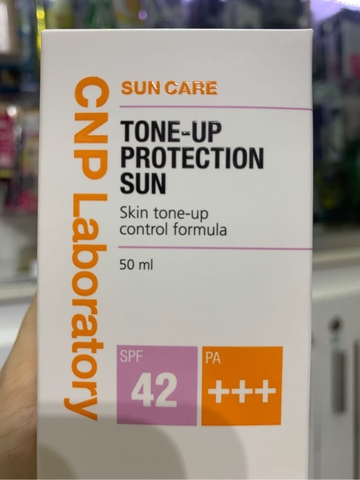 CNP Laboratory
SUN CARE
TONE-UP
PROTECTION
SUN
Skin tone-up
control formula
50 ml
SPF
42
PA
+++